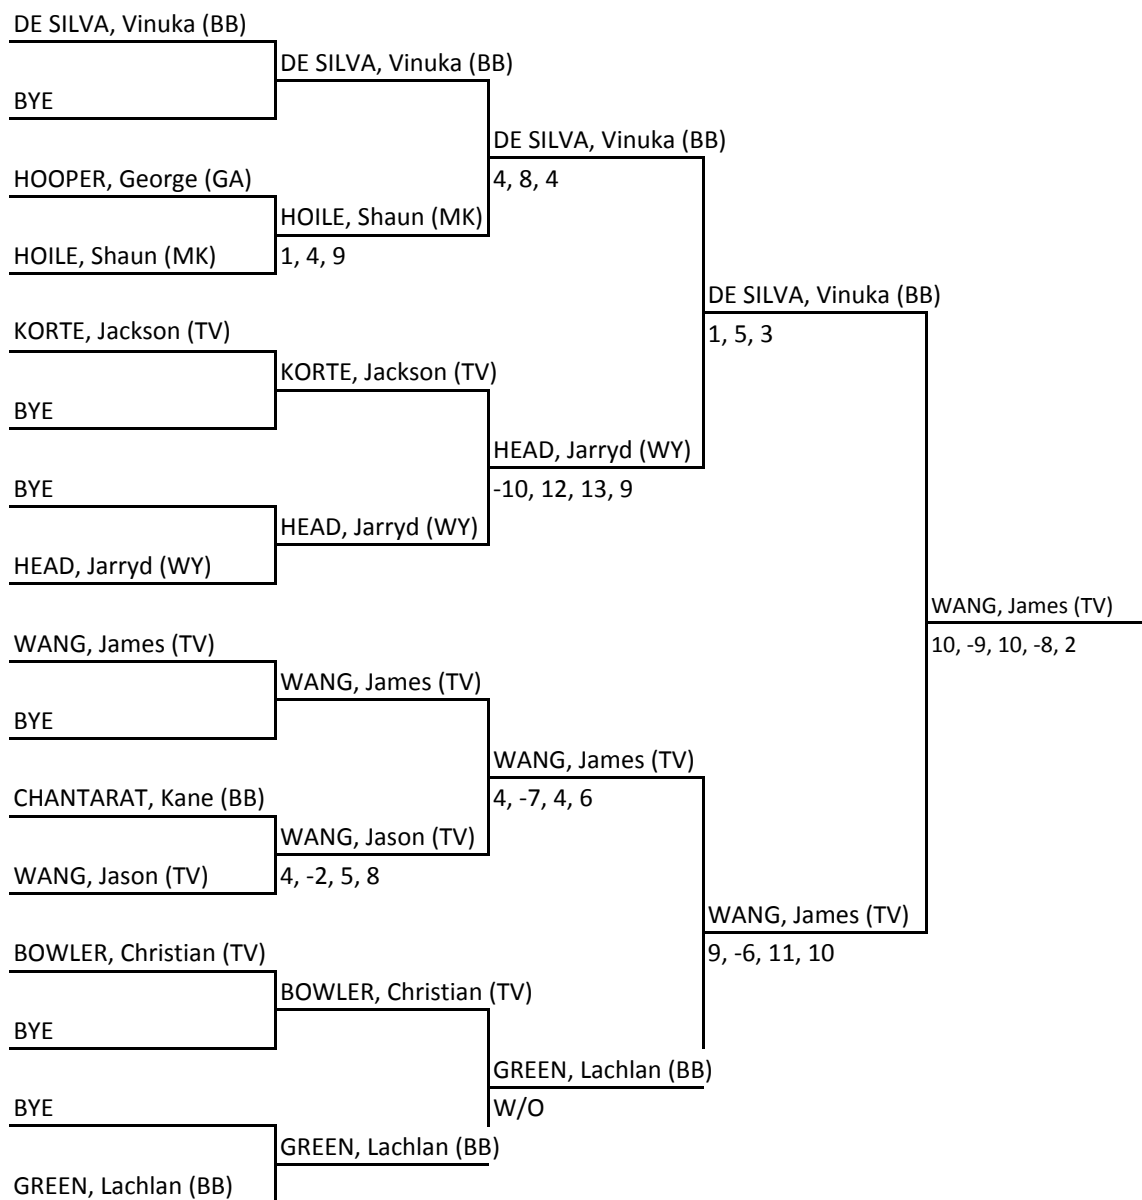 DE SILVA, Vinuka (BB)
DE SILVA, Vinuka (BB)
BYE
DE SILVA, Vinuka (BB)
HOOPER, George (GA)
4, 8, 4
HOILE, Shaun (MK)
HOILE, Shaun (MK)
1, 4, 9
DE SILVA, Vinuka (BB)
KORTE, Jackson (TV)
1, 5, 3
KORTE, Jackson (TV)
BYE
HEAD, Jarryd (WY)
BYE
-10, 12, 13, 9
HEAD, Jarryd (WY)
HEAD, Jarryd (WY)
WANG, James (TV)
WANG, James (TV)
10, -9, 10, -8, 2
WANG, James (TV)
BYE
WANG, James (TV)
CHANTARAT, Kane (BB)
4, -7, 4, 6
WANG, Jason (TV)
WANG, Jason (TV)
4, -2, 5, 8
WANG, James (TV)
BOWLER, Christian (TV)
9, -6, 11, 10
BOWLER, Christian (TV)
BYE
GREEN, Lachlan (BB)
BYE
W/O
GREEN, Lachlan (BB)
GREEN, Lachlan (BB)